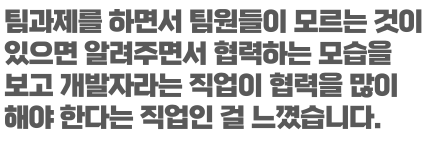 팀과제를 하면서 팀원들이 모르는 것이
있으면 알려주면서 협력하는 모습을
보고 개발자라는 직업이 협력을 많이
해야 한다는 직업인 걸 느꼈습니다.